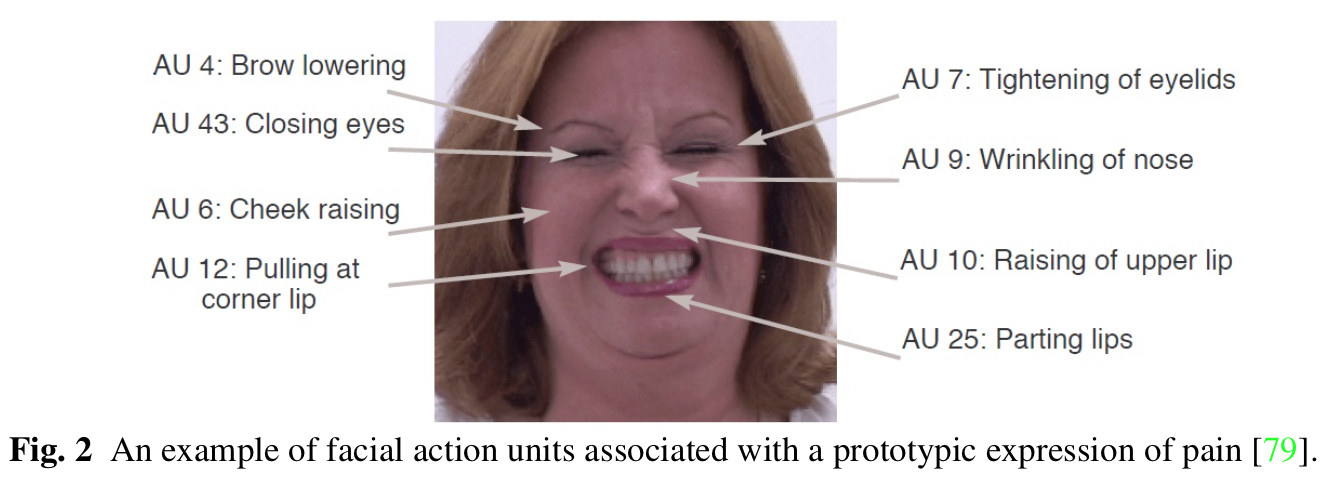 AU 4: Brow lowering
AU 43: Closing eyes
AU 6: Cheek raising
AU 12: Pulling at
corner lip
AU 7: Tightening of eyelids
AU 9: Wrinkling of nose
AU 10: Raising of upper lip
AU 25: Parting lips
Fig. 2 An example of facial action units associated with a prototypic expression of pain [79].